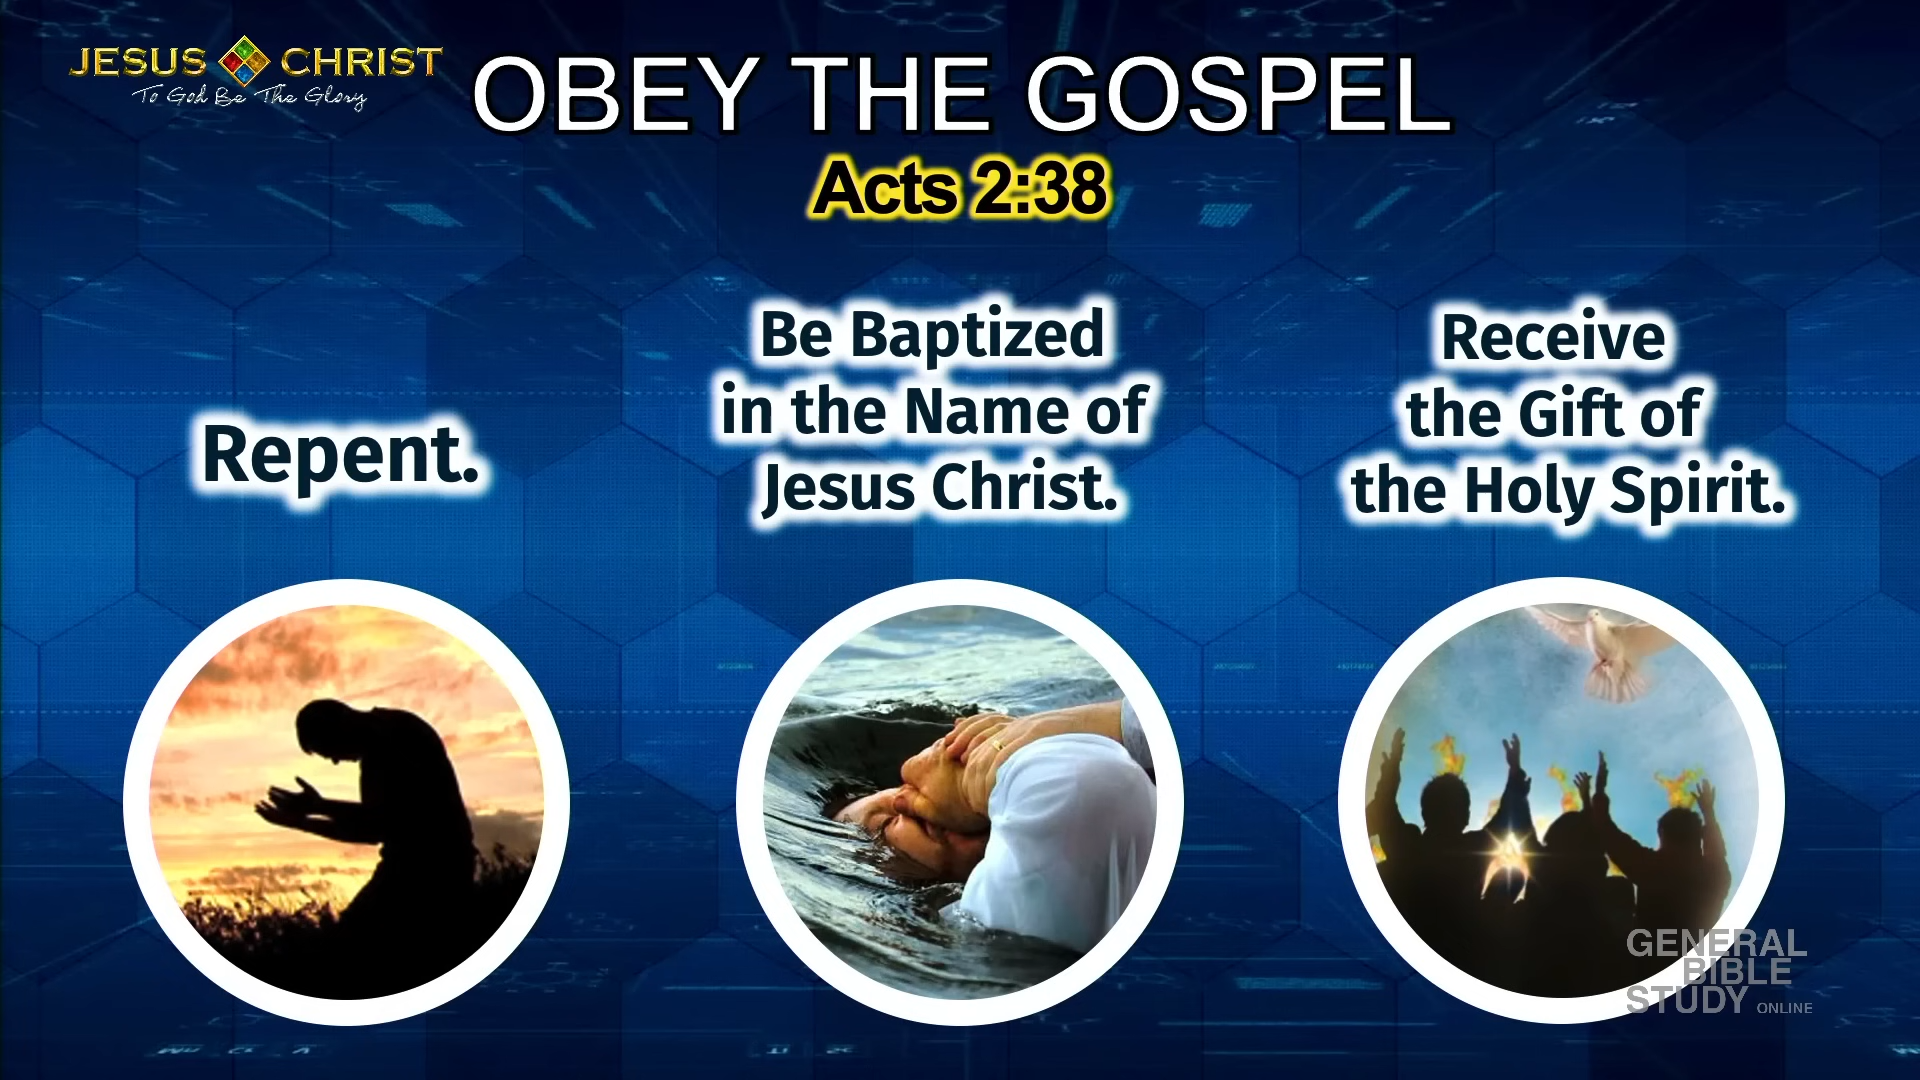 JESUS CHRIST
To God Be The Glory
OBEY THE GOSPEL
Acts 2:38
Repent.
Be Baptized
in the Name of
Jesus Christ.
Receive
the Gift of
the Holy Spirit.
GENERAL
BIBLE
STUDY ONLINE